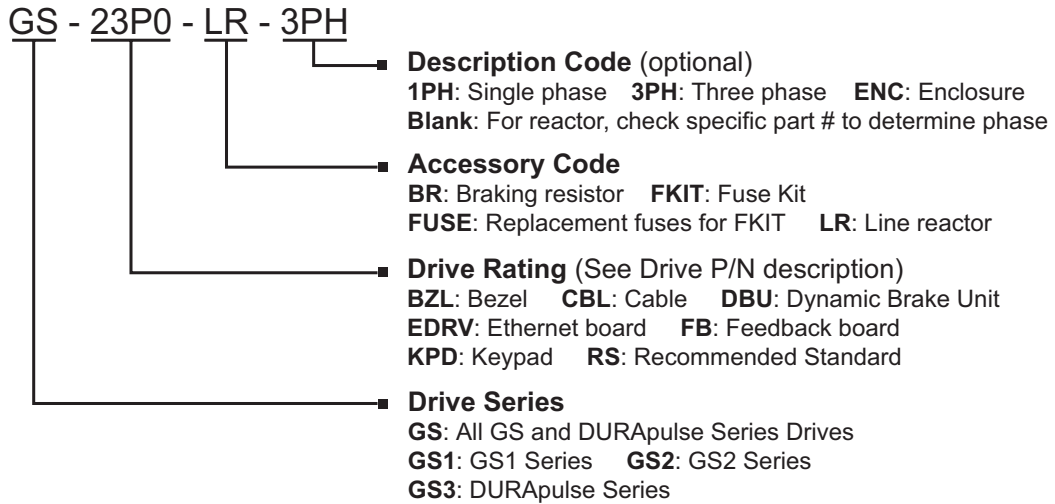 GS - 23P0 - LR - 3PH
Description Code (optional)
1PH: Single phase 3PH: Three phase ENC: Enclosure
Blank: For reactor, check specific part # to determine phase
Accessory Code
BR: Braking resistor FKIT: Fuse Kit
FUSE: Replacement fuses for FKIT LR: Line reactor
Drive Rating (See Drive P/N description)
BZL: Bezel CBL: Cable DBU: Dynamic Brake Unit
EDRV: Ethernet board FB: Feedback board
KPD: Keypad RS: Recommended Standard
Drive Series
GS: All GS and DURApulse Series Drives
GS1: GS1 Series GS2: GS2 Series
GS3: DURApulse Series